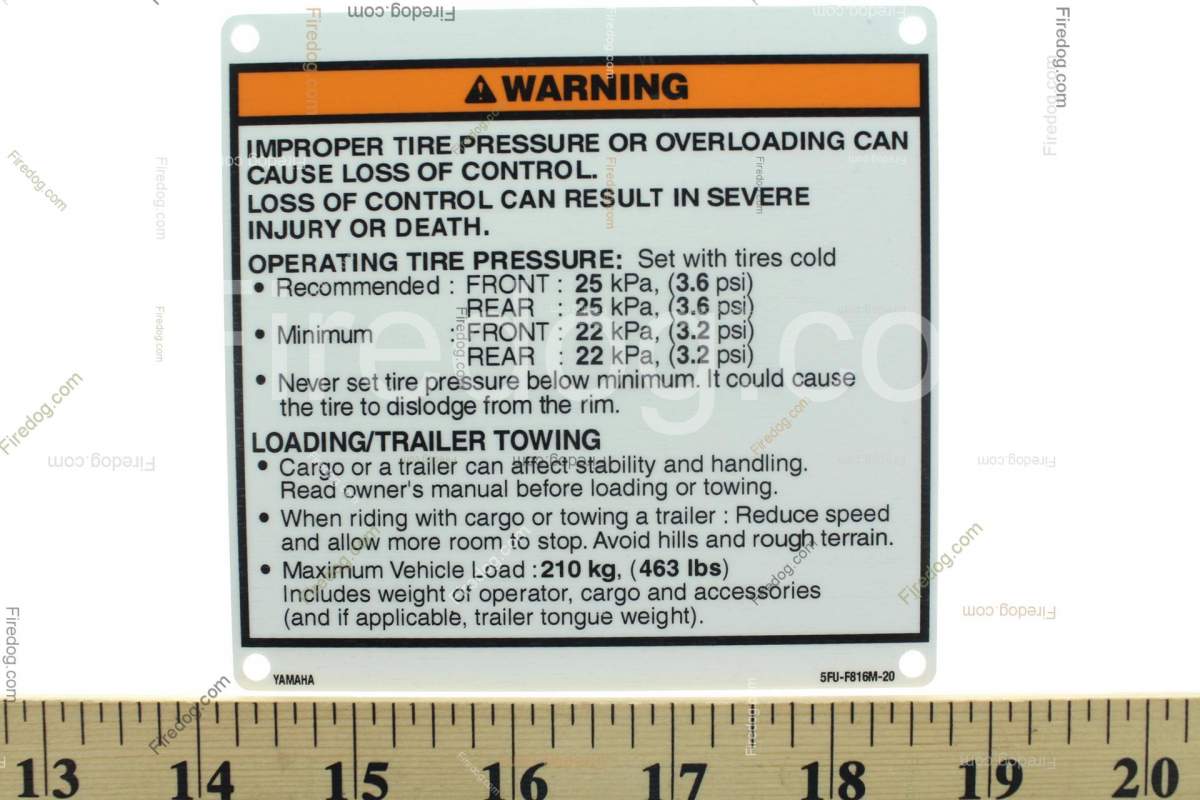 WARNING
IMPROPER TIRE PRESSURE OR OVERLOADING CAN
CAUSE LOSS OF CONTROL.
LOSS OF CONTROL CAN RESULT IN SEVERE
INJURY OR DEATH.
OPERATING TIRE PRESSURE: Set with tires cold
• Recommended : FRONT : 25 kPa, (3.6 psi)
REAR : 25 kPa, (3.6 psi)
• Minimum : FRONT : 22 kPa, (3.2 psi)
REAR : 22 kPa, (3.2 psi)
• Never set tire pressure below minimum. It could cause
the tire to dislodge from the rim.
LOADING/TRAILER TOWING
• Cargo or a trailer can affect stability and handling.
Read owner's manual before loading or towing.
• When riding with cargo or towing a trailer : Reduce speed
and allow more room to stop. Avoid hills and rough terrain.
• Maximum Vehicle Load : 210 kg, (463 lbs)
Includes weight of operator, cargo and accessories
(and if applicable, trailer tongue weight).
YAMAHA 5FU-F816M-20
13 14 15 16 17 18 19 20
Firedog.com